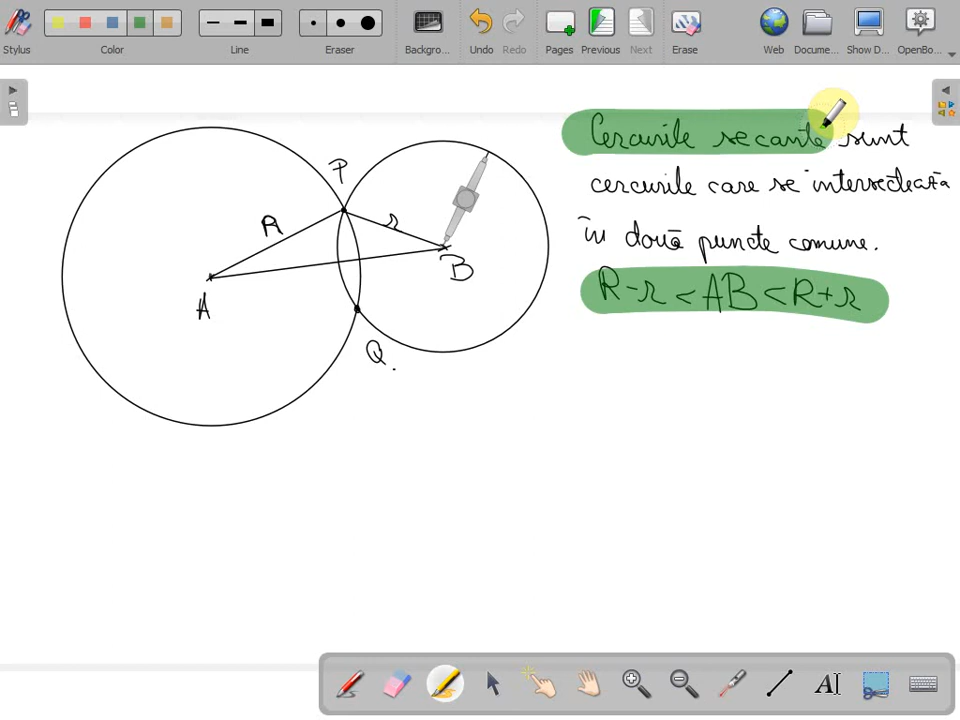 Stylus
Color
Line
Eraser
Backgro...
Undo
Redo
Pages
Previous
Next
Erase
Web
Docume...
Show D...
OpenBo...
Cercurile secante sunt
cercurile care se intersectează
în două puncte comune.
R-r < AB < R+r
P
R
r
A
B
Q.